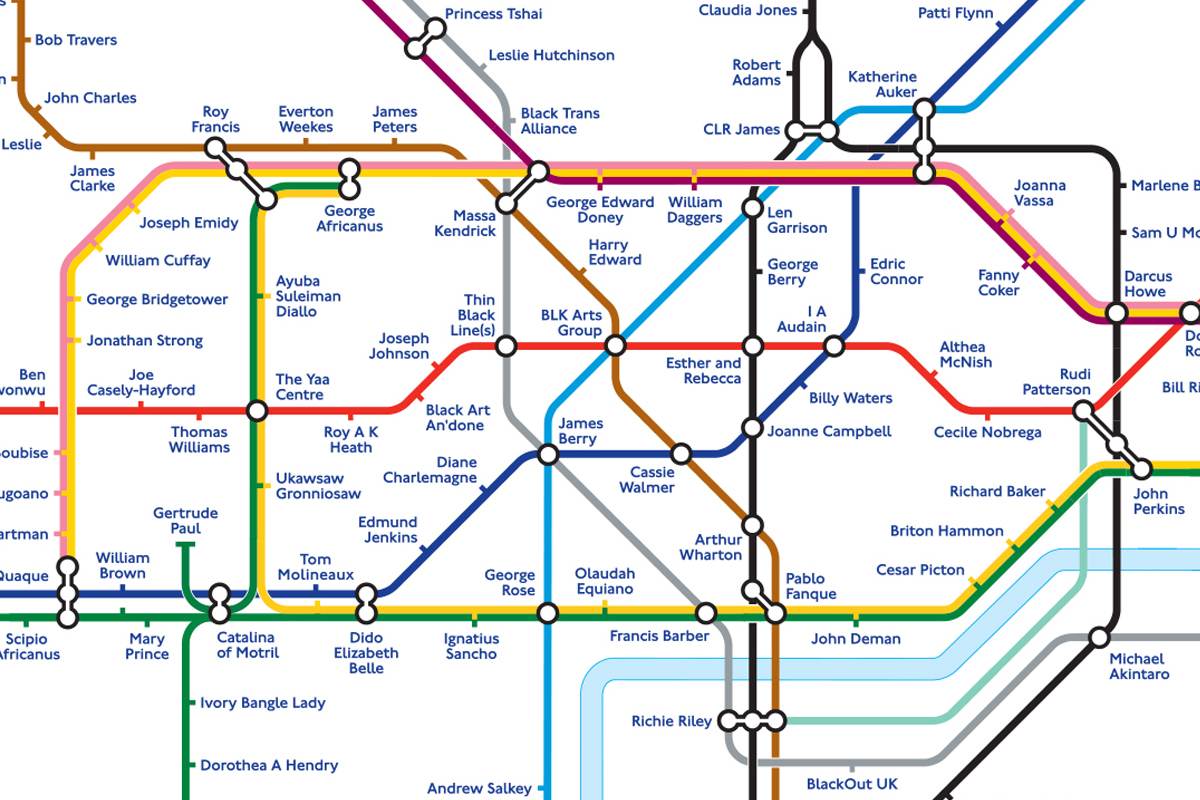 Princess Tshai
Claudia Jones
Patti Flynn
Bob Travers
Leslie Hutchinson
Robert
Adams
Katherine
Auker
John Charles
Roy
Francis
Everton
Weekes
James
Peters
Black Trans
Alliance
CLR James
Leslie
James
Clarke
Joanna
Vassa
Marlene B
George
Africanus
Massa
Kendrick
George Edward
Doney
William
Daggers
Len
Garrison
Joseph Emidy
Sam U Mc
William Cuffay
Harry
Edward
George
Berry
Edric
Connor
Fanny
Coker
Darcus
Howe
Ayuba
Suleiman
Diallo
George Bridgetower
Thin
Black
Line(s)
BLK Arts
Group
I A
Audain
Jonathan Strong
Joseph
Johnson
Esther and
Rebecca
Althea
McNish
Do
Ro
Ben
wonwu
Joe
Casely-Hayford
The Yaa
Centre
Rudi
Patterson
Bill Ri
Billy Waters
Black Art
An'done
Thomas
Williams
Roy A K
Heath
James
Berry
Joanne Campbell
Cecile Nobrega
Soubise
Diane
Charlemagne
Cassie
Walmer
Ukawsaw
Gronniosaw
ugoano
Richard Baker
John
Perkins
Gertrude
Paul
Edmund
Jenkins
artman
Briton Hammon
Arthur
Wharton
William
Brown
Tom
Molineaux
Quaque
George
Rose
Olaudah
Equiano
Pablo
Fanque
Cesar Picton
Scipio
Africanus
Mary
Prince
Catalina
of Motril
Dido
Elizabeth
Belle
Ignatius
Sancho
Francis Barber
John Deman
Michael
Akintaro
Ivory Bangle Lady
Richie Riley
Dorothea A Hendry
Andrew Salkey
BlackOut UK